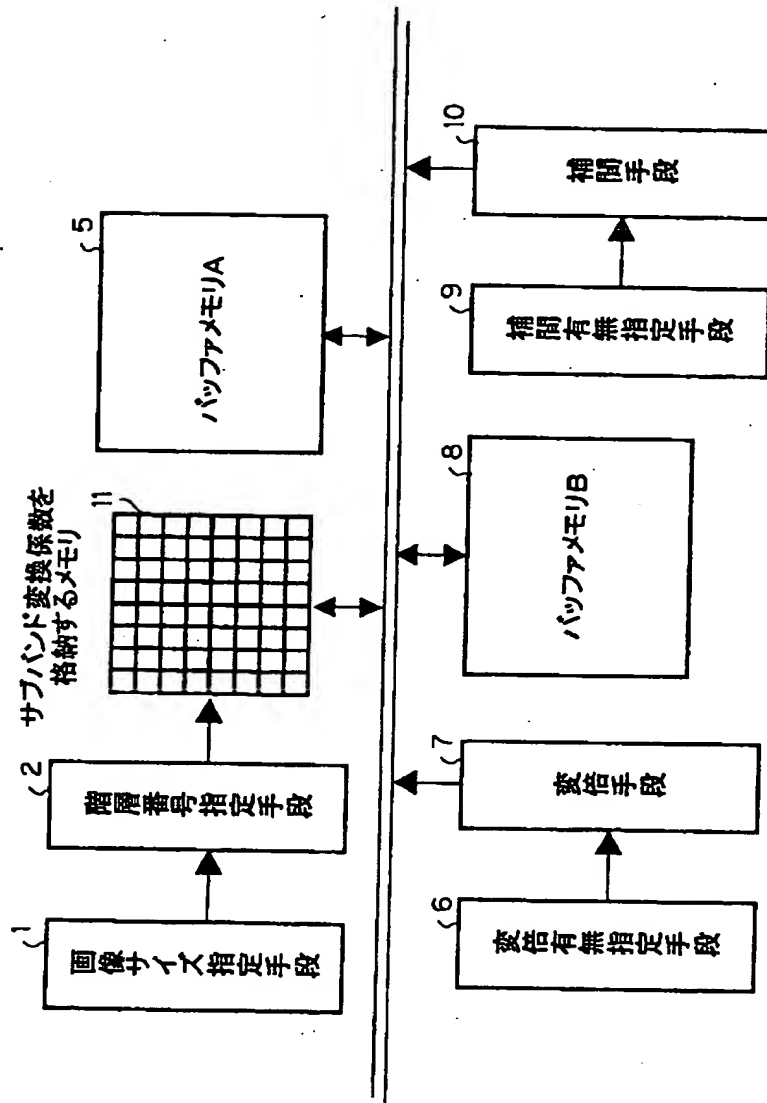 1
画像サイズ指定手段
2
階層番号指定手段
サブバンド変換係数を
格納するメモリ
11
5
バッファメモリA
6
変倍有無指定手段
7
変倍手段
8
バッファメモリB
9
補間有無指定手段
10
補間手段